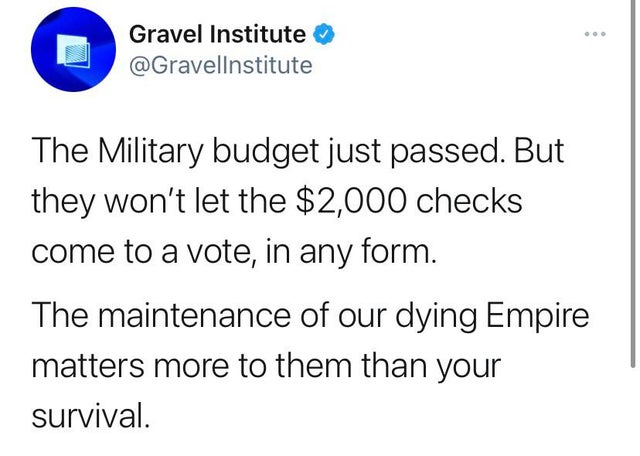 Gravel Institute
@GravelInstitute
The Military budget just passed. But
they won't let the $2,000 checks
come to a vote, in any form.
The maintenance of our dying Empire
matters more to them than your
survival.